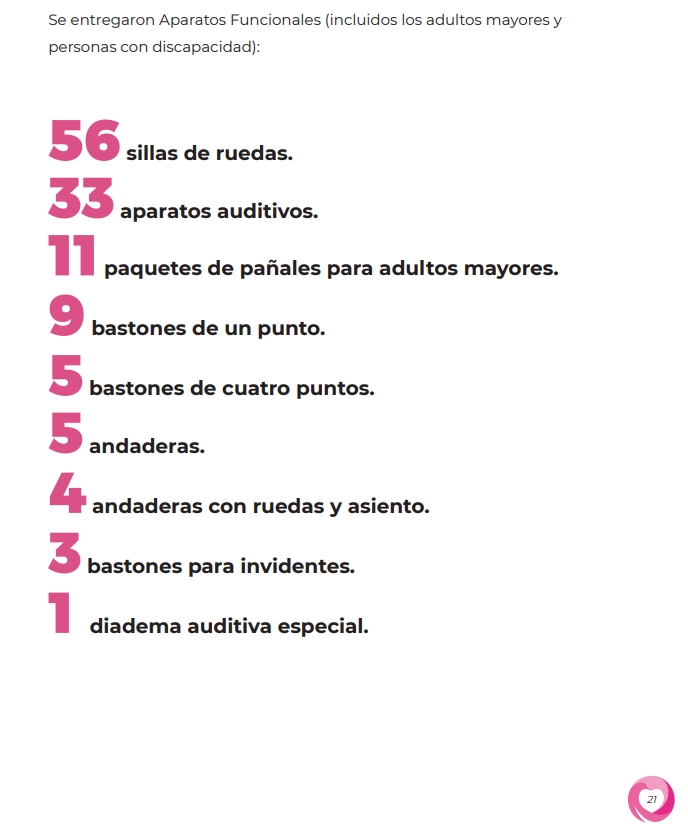 Se entregaron Aparatos Funcionales (incluidos los adultos mayores y
personas con discapacidad):
56 sillas de ruedas.
33 aparatos auditivos.
11 paquetes de pañales para adultos mayores.
9 bastones de un punto.
5 bastones de cuatro puntos.
5 andaderas.
4 andaderas con ruedas y asiento.
3 bastones para invidentes.
1 diadema auditiva especial.
21